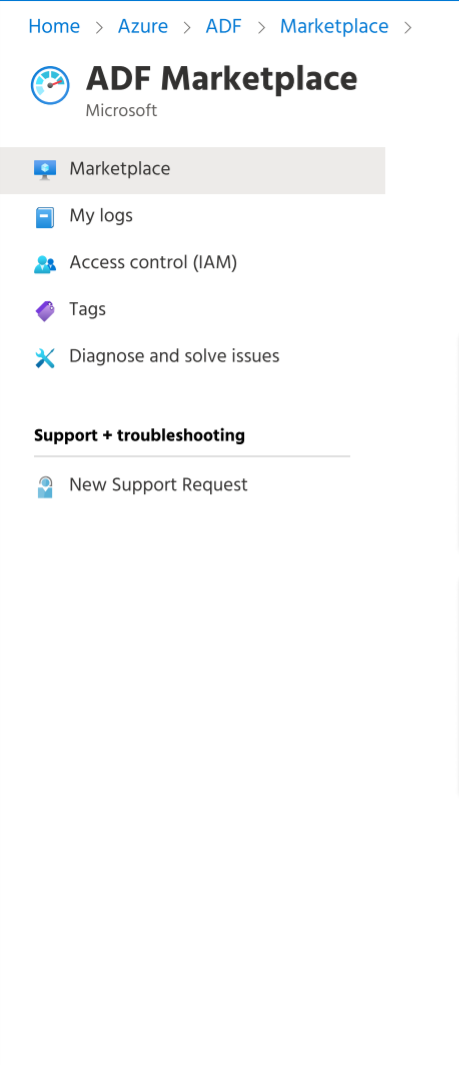 Home > Azure > ADF > Marketplace >
ADF Marketplace
Microsoft
Marketplace
My logs
Access control (IAM)
Tags
Diagnose and solve issues
Support + troubleshooting
New Support Request